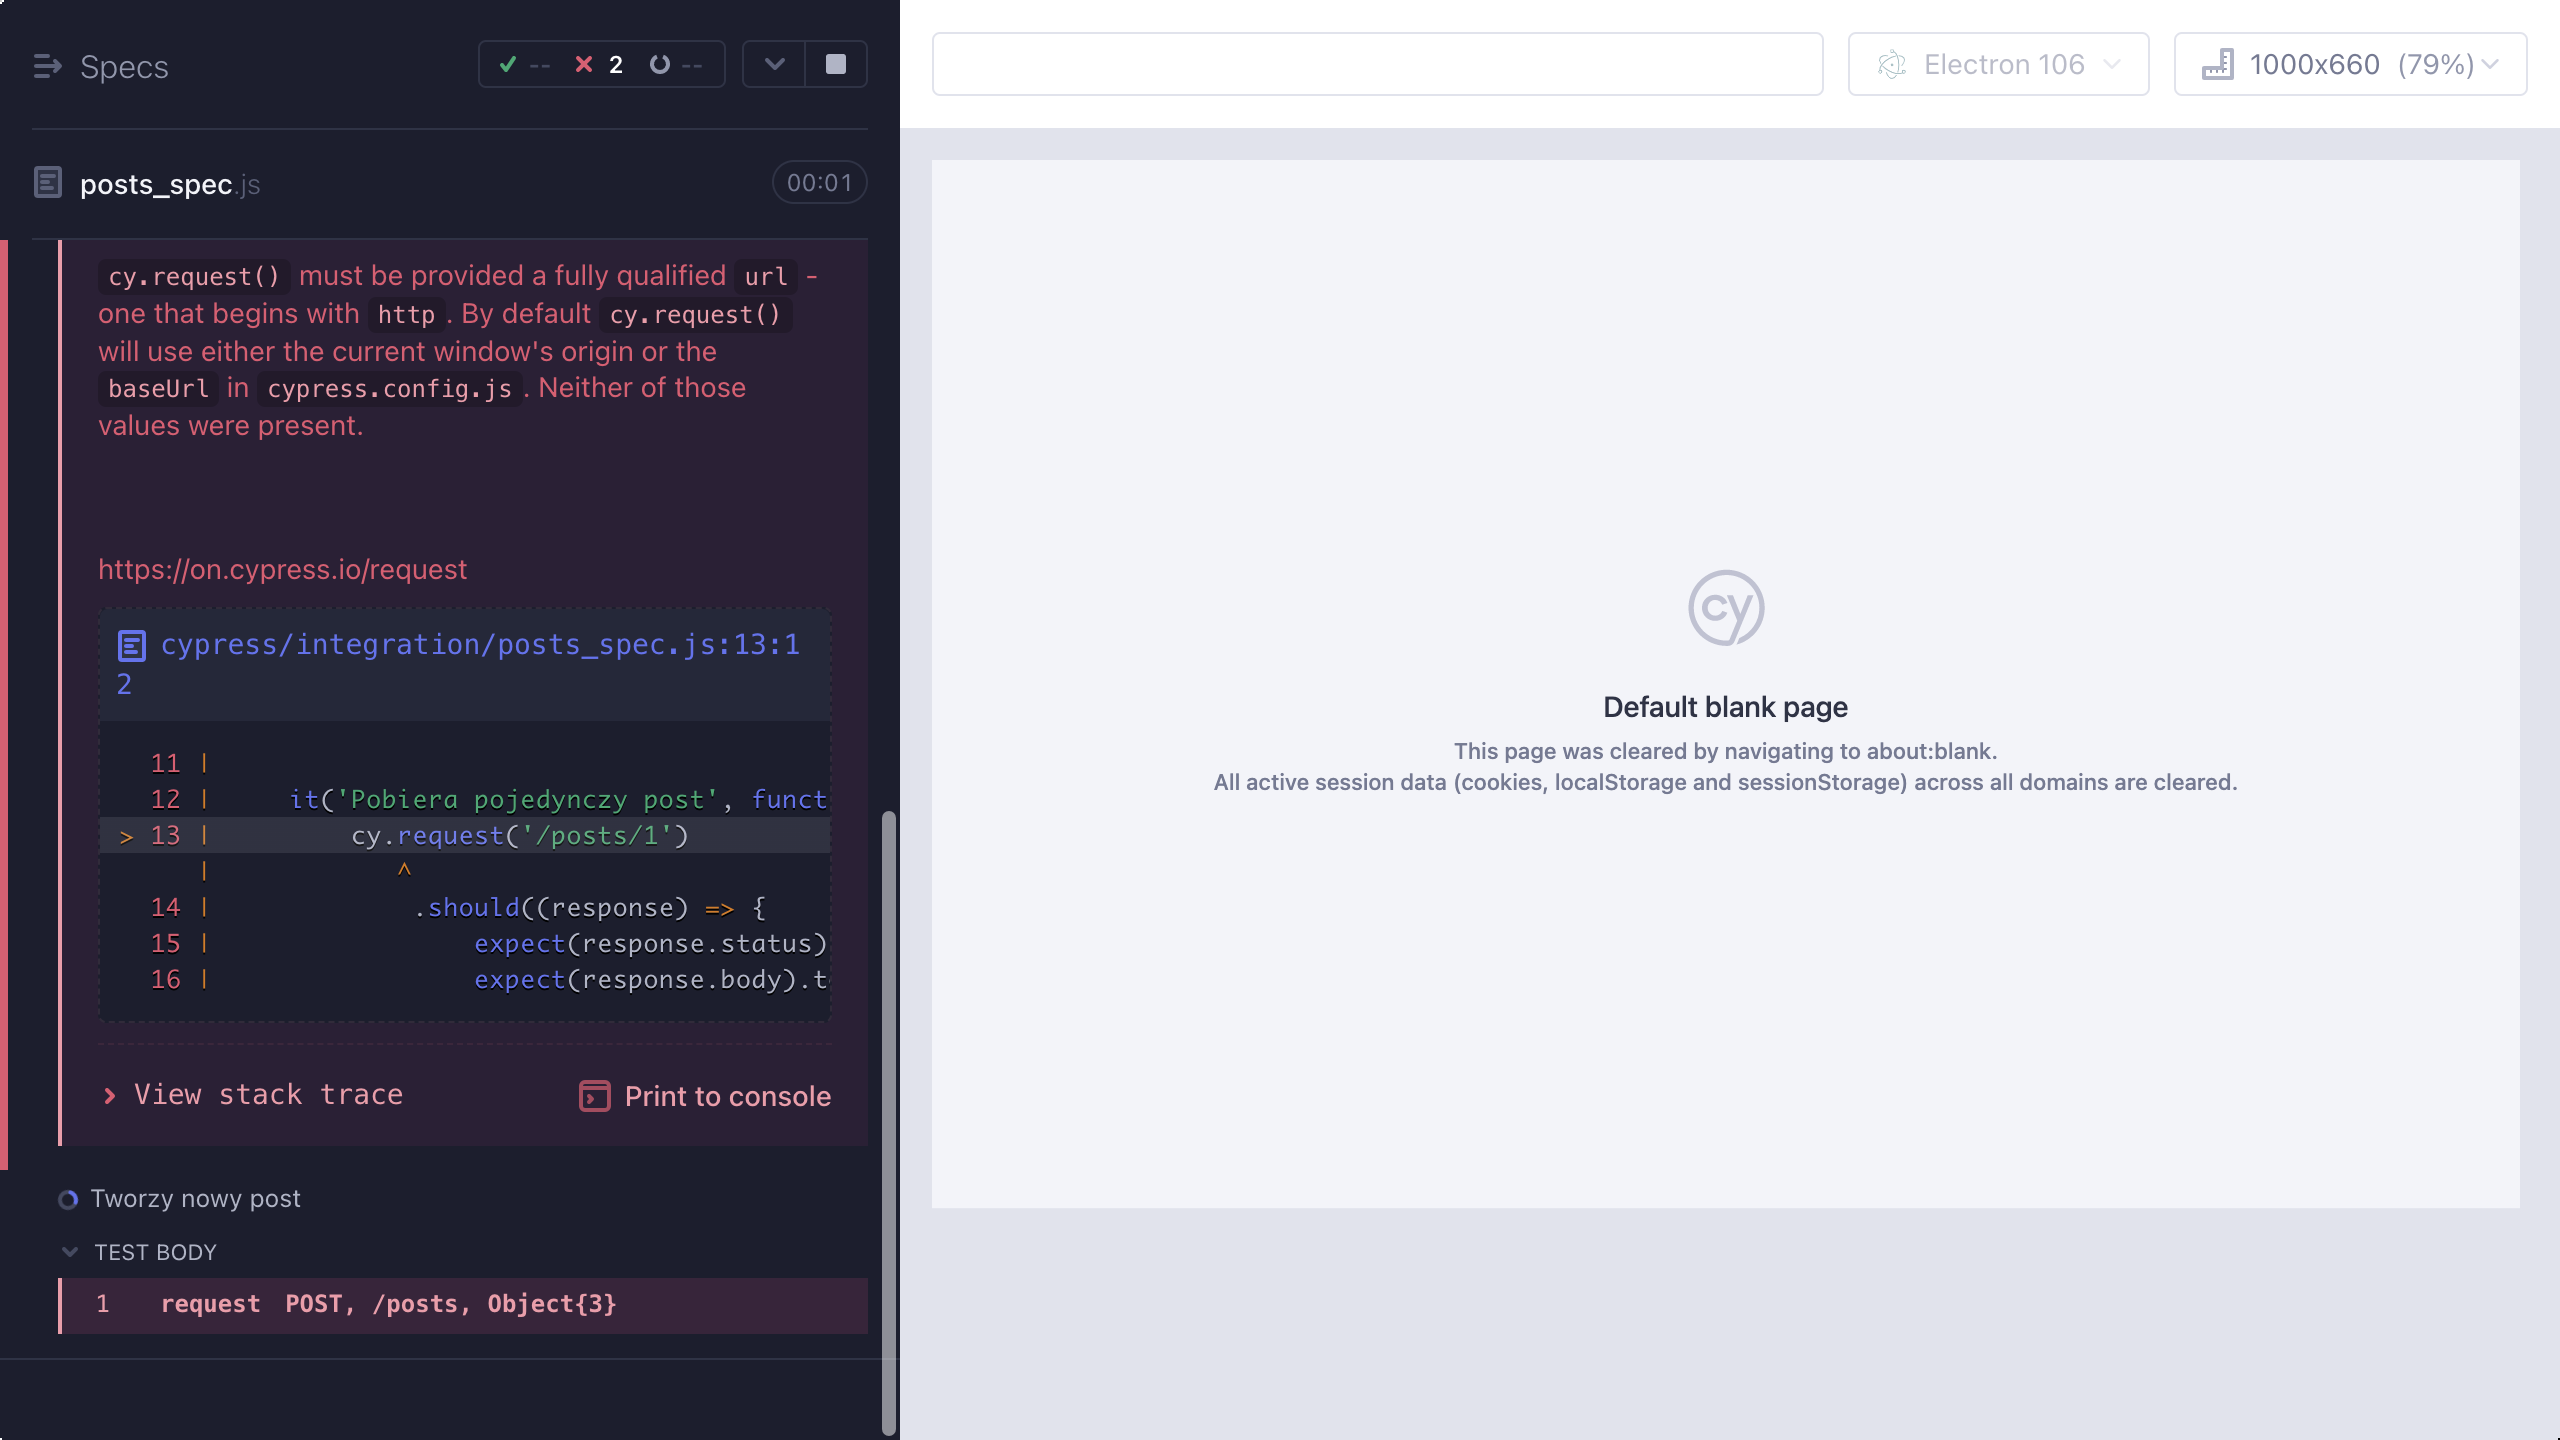 Specs
-- 2 --
posts_spec.js 00:01
cy.request() must be provided a fully qualified url -
one that begins with http . By default cy.request()
will use either the current window's origin or the
baseUrl in cypress.config.js . Neither of those
values were present.
https://on.cypress.io/request
cypress/integration/posts_spec.js:13:1
2
11 |
12 | it('Pobiera pojedynczy post', funct
> 13 | cy.request('/posts/1')
| ^
14 | .should((response) => {
15 | expect(response.status)
16 | expect(response.body).t
View stack trace Print to console
Tworzy nowy post
TEST BODY
1 request POST, /posts, Object{3}
Electron 106
1000x660 (79%)
cy
Default blank page
This page was cleared by navigating to about:blank.
All active session data (cookies, localStorage and sessionStorage) across all domains are cleared.